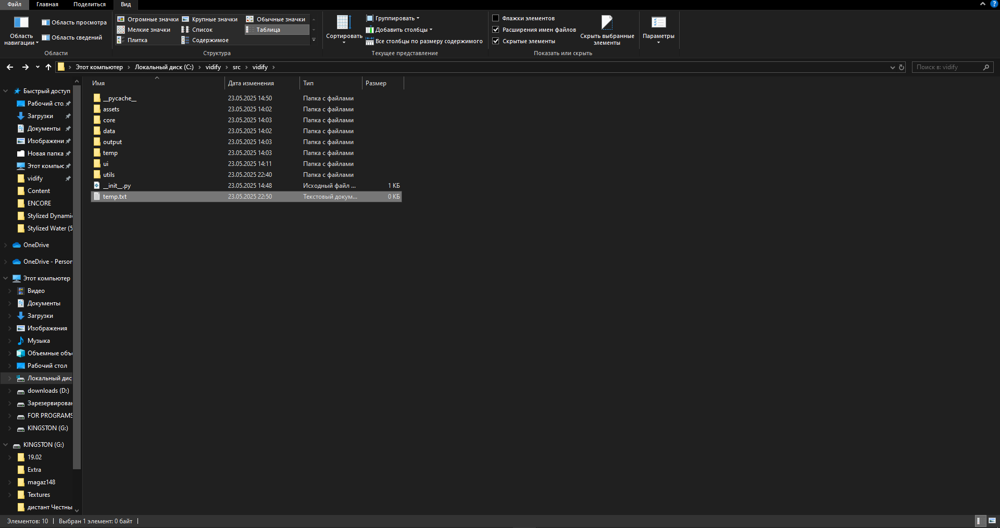 Файл Главная Поделиться Вид
Область навигации
Область просмотра
Область сведений
Области
Огромные значки Крупные значки Обычные значки
Мелкие значки Список Таблица
Плитка Содержимое
Структура
Сортировать
Группировать
Добавить столбцы
Все столбцы по размеру содержимого
Текущее представление
Флажки элементов
Расширения имен файлов
Скрытые элементы
Скрыть выбранные
элементы
Показать или скрыть
Параметры
Этот компьютер Локальный диск (C:) vidify src vidify
Поиск в: vidify
Быстрый доступ
Рабочий сто.
Загрузки
Документы
Изображени
Новая папка
Этот компьк
vidify
Content
ENCORE
Stylized Dynami
Stylized Water (5
OneDrive
OneDrive - Person
Этот компьютер
Видео
Документы
Загрузки
Изображения
Музыка
Объемные объ
Рабочий стол
Локальный дис
downloads (D:)
Зарезервирован
FOR PROGRAMS
KINGSTON (G:)
KINGSTON (G:)
19.02
Extra
magaz148
Textures
дистант Честны
Имя Дата изменения Тип Размер
__pycache__ 23.05.2025 14:50 Папка с файлами
assets 23.05.2025 14:02 Папка с файлами
core 23.05.2025 14:03 Папка с файлами
data 23.05.2025 14:02 Папка с файлами
output 23.05.2025 14:03 Папка с файлами
temp 23.05.2025 14:03 Папка с файлами
ui 23.05.2025 14:11 Папка с файлами
utils 23.05.2025 22:40 Папка с файлами
__init__.py 23.05.2025 14:48 Исходный файл ... 1 КБ
temp.txt 23.05.2025 22:50 Текстовый докум... 0 КБ
Элементов: 10 Выбран 1 элемент: 0 байт